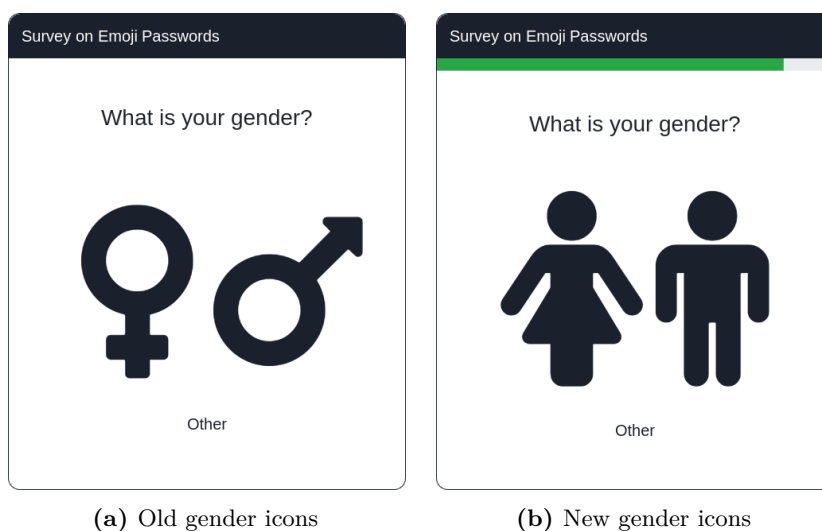 Survey on Emoji Passwords
What is your gender?
Other
(a) Old gender icons
Survey on Emoji Passwords
What is your gender?
Other
(b) New gender icons